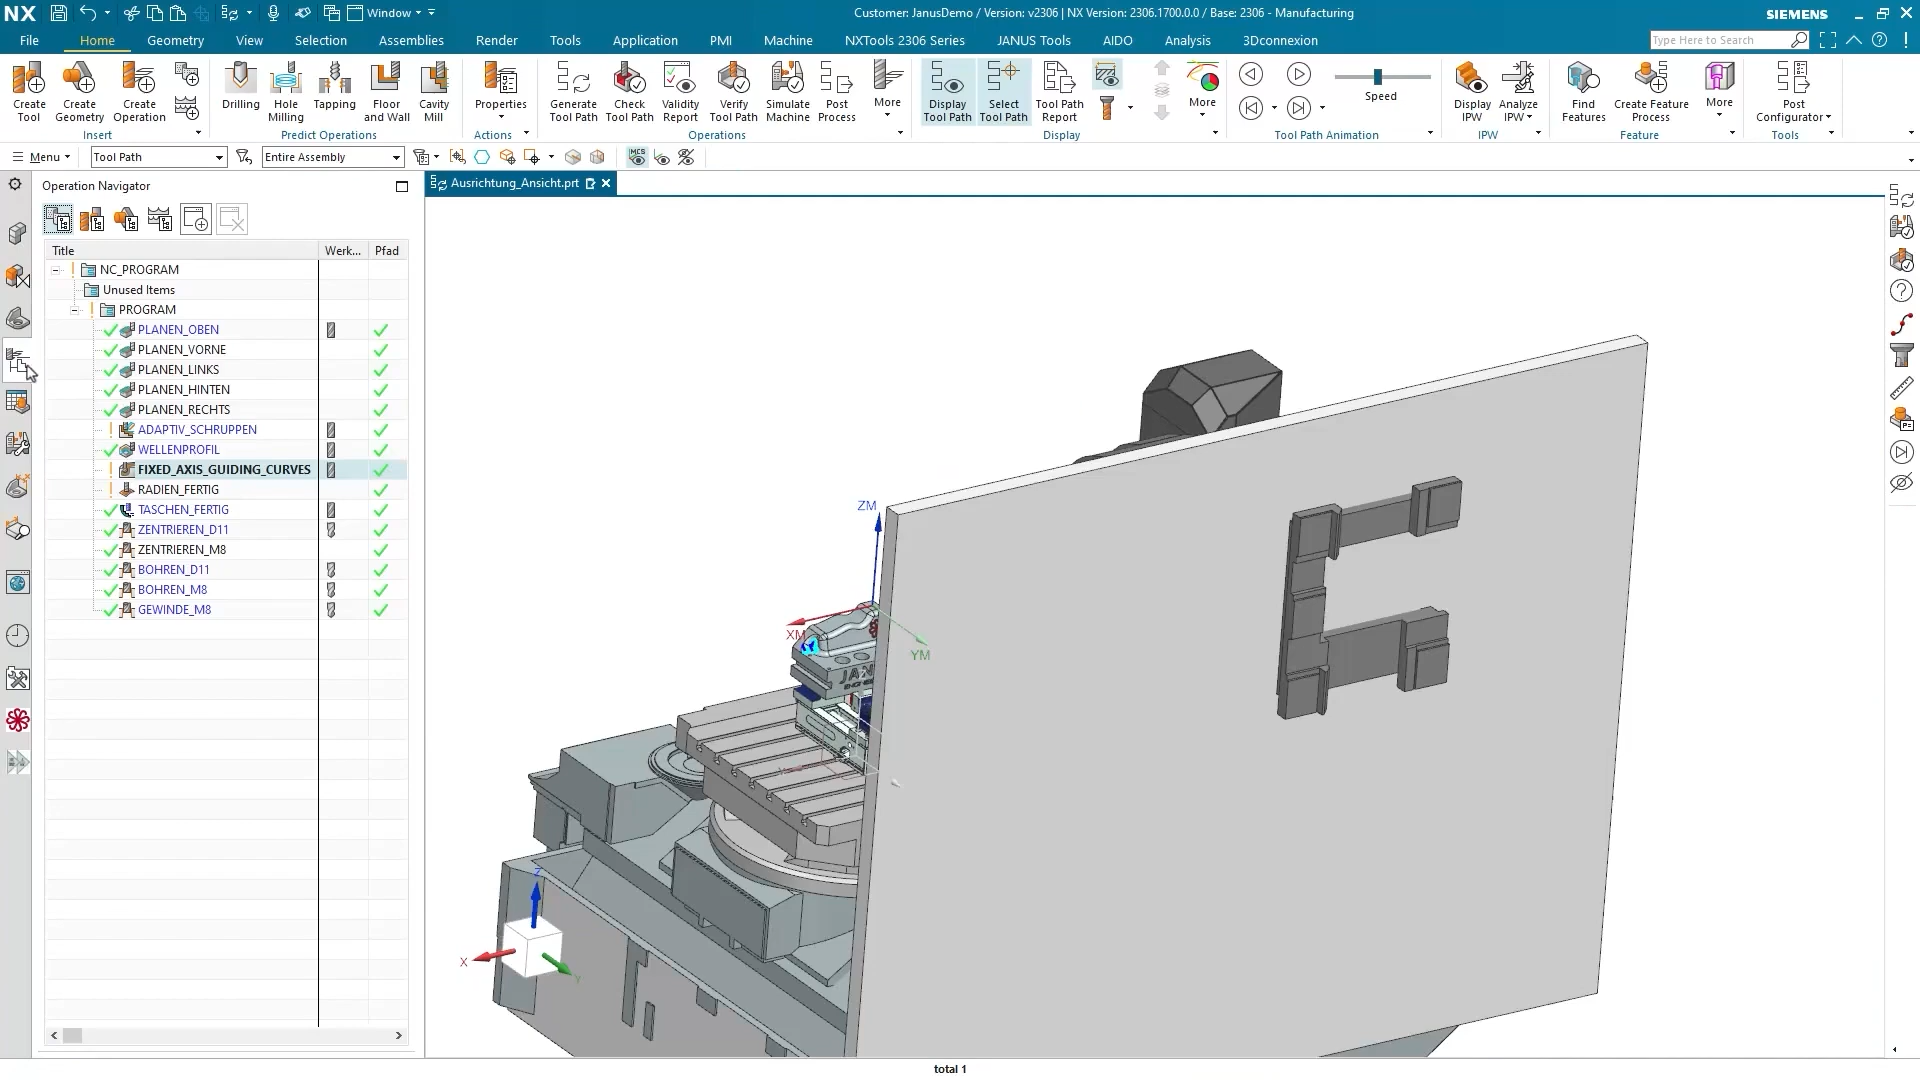 NX
Window
Customer: JanusDemo / Version: v2306 | NX Version: 2306.1700.0.0 / Base: 2306 - Manufacturing
SIEMENS
File Home Geometry View Selection Assemblies Render Tools Application PMI Machine NXTools 2306 Series JANUS Tools AIDO Analysis 3Dconnexion
Type Here to Search
Create Tool
Create Geometry
Create Operation
Insert
Drilling
Hole Milling
Tapping
Floor and Wall
Cavity Mill
Predict Operations
Properties
Actions
Generate Tool Path
Check Tool Path
Validity Report
Verify Tool Path
Simulate Machine
Post Process
More
Operations
Display Tool Path
Select Tool Path
Tool Path Report
More
Display
Speed
Tool Path Animation
Display IPW
Analyze IPW
IPW
Find Features
Create Feature Process
More
Feature
Post Configurator
Tools
Menu
Tool Path
Entire Assembly
MCS
Operation Navigator
Ausrichtung_Ansicht.prt
Title Werk... Pfad
NC_PROGRAM
Unused Items
PROGRAM
PLANEN_OBEN
PLANEN_VORNE
PLANEN_LINKS
PLANEN_HINTEN
PLANEN_RECHTS
ADAPTIV_SCHRUPPEN
WELLENPROFIL
FIXED_AXIS_GUIDING_CURVES
RADIEN_FERTIG
TASCHEN_FERTIG
ZENTRIEREN_D11
ZENTRIEREN_M8
BOHREN_D11
BOHREN_M8
GEWINDE_M8
ZM
XM
YM
JAN
Z
X
Y
total 1